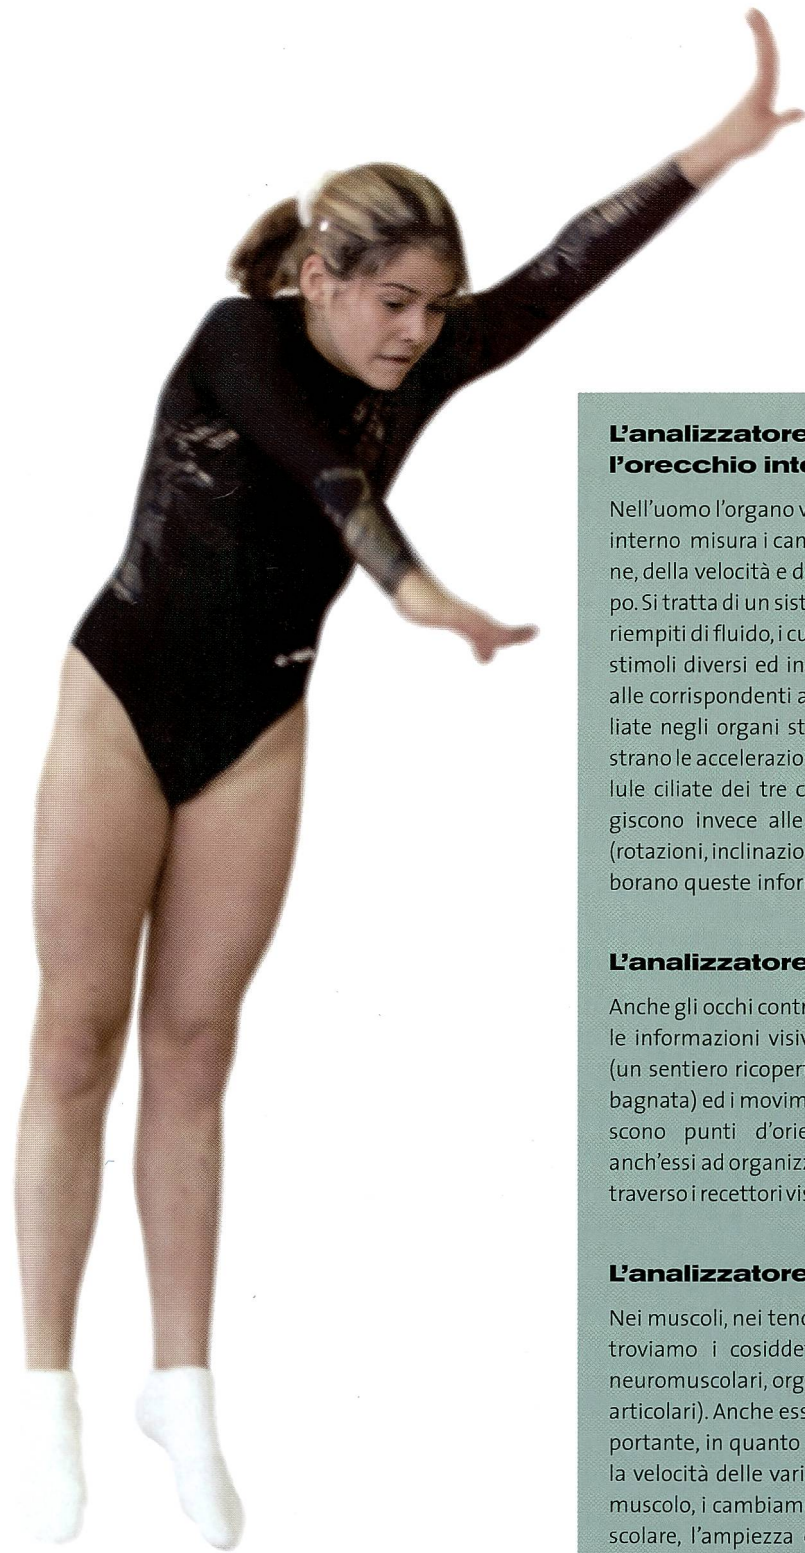 L'analizzatore
l'orecchio inte
Nell'uomo l'organo v
interno misura i can
ne, della velocità e d
po. Si tratta di un sist
riempiti di fluido, i cu
stimoli diversi ed in
alle corrispondenti a
liate negli organi st
strano le accelerazio
lule ciliate dei tre c
giscono invece alle
(rotazioni, inclinazio
borano queste infor
L'analizzatore
Anche gli occhi contr
le informazioni visiv
(un sentiero ricoper
bagnata) ed i movim
scono punti d'orie
anch'essi ad organizz
traverso i recettori vis
L'analizzatore
Nei muscoli, nei tend
troviamo i cosidde
neuromuscolari, org
articolari). Anche ess
portante, in quanto
la velocità delle vari
muscolo, i cambiam
scolare, l'ampiezza